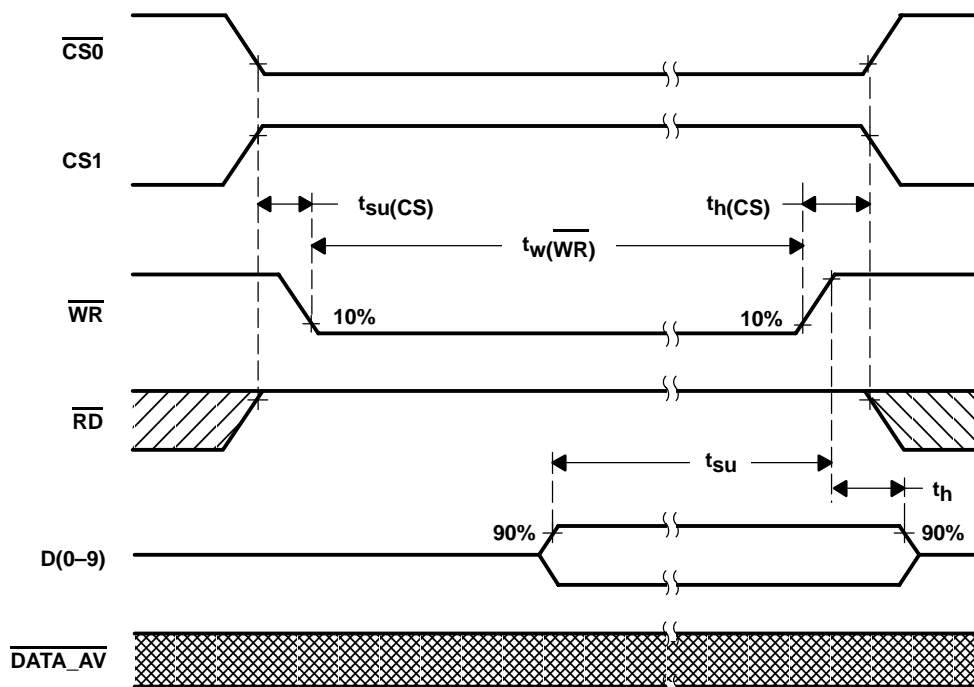 CS0
CS1
tsu(CS)
th(CS)
tw(WR)
WR
10%
10%
RD
tsu
th
90%
90%
D(0–9)
DATA_AV